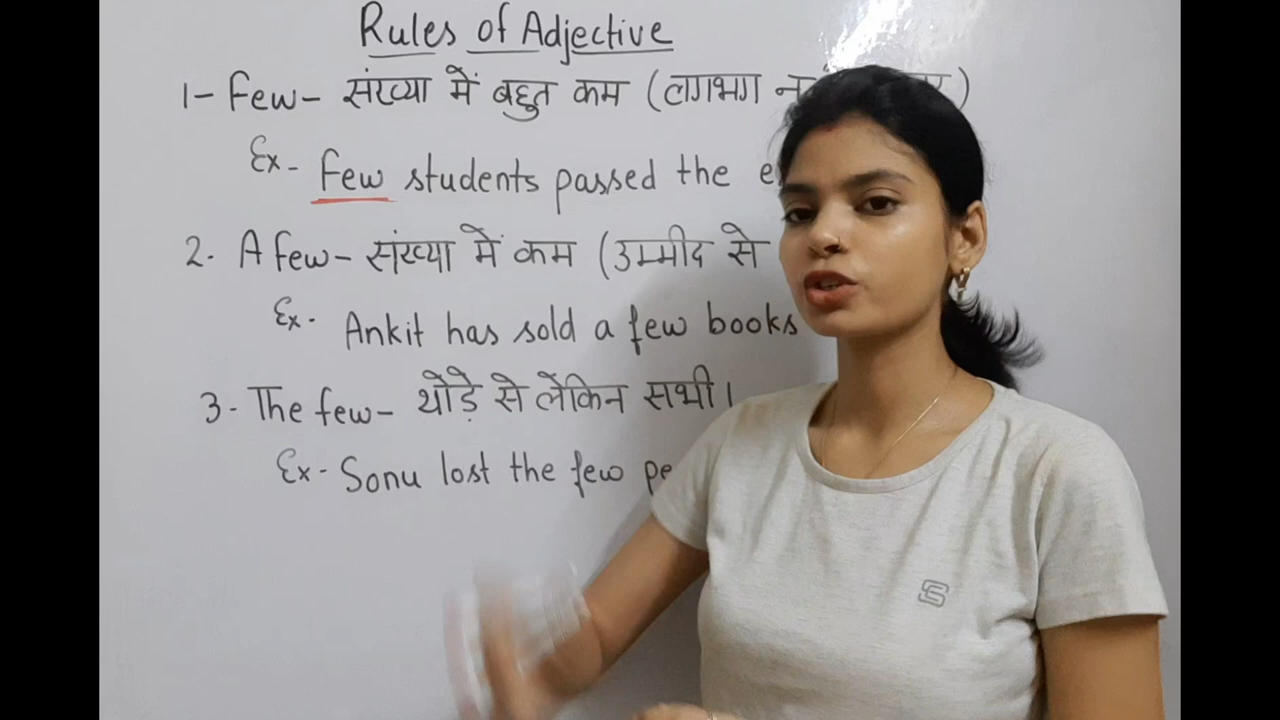 Rules of Adjective
1- Few- संख्या में बहुत कम (लगभग
Ex- Few students passed the
2. A few- संख्या में कम (उम्मीद से
Ex- Ankit has sold a few books
3- The few- थोड़े से लेकिन सभी।
Ex- Sonu lost the few